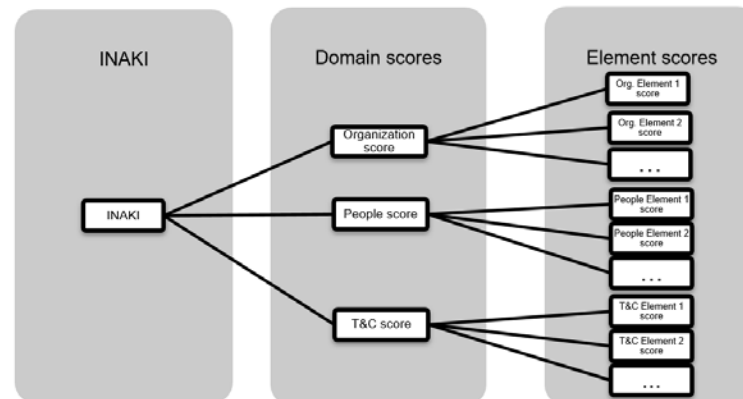 INAKI
Domain scores
Element scores
INAKI
Organization
score
People score
T&C score
Org. Element 1
score
Org. Element 2
score
...
People Element 1
score
People Element 2
score
...
T&C Element 1
score
T&C Element 2
score
...